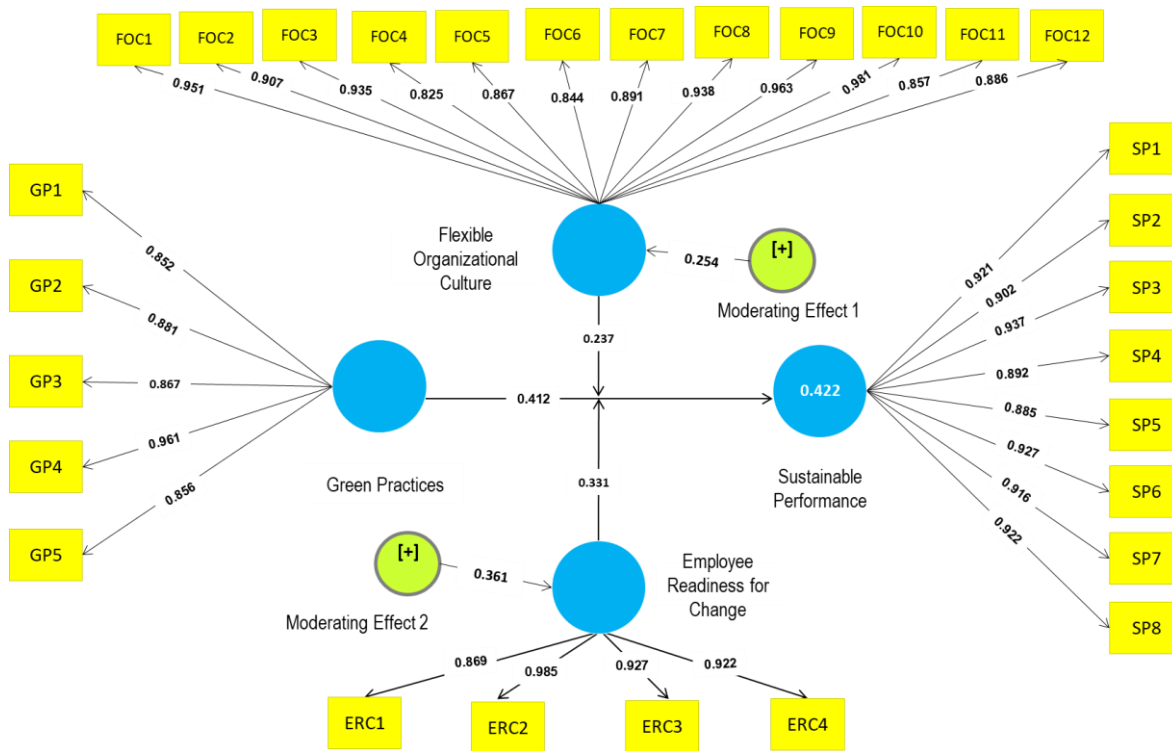 FOC1 FOC2 FOC3 FOC4 FOC5 FOC6 FOC7 FOC8 FOC9 FOC10 FOC11 FOC12
0.951 0.907 0.935 0.825 0.867 0.844 0.891 0.938 0.963 0.981 0.857 0.886
GP1
GP2
GP3
GP4
GP5
0.852
0.881
0.867
0.961
0.856
Flexible
Organizational
Culture
0.254
[+]
Moderating Effect 1
0.237
0.412
0.422
Green Practices
Sustainable
Performance
0.331
[+]
Moderating Effect 2
0.361
Employee
Readiness for
Change
0.921
0.902
0.937
0.892
0.885
0.927
0.916
0.922
SP1
SP2
SP3
SP4
SP5
SP6
SP7
SP8
0.869 0.985 0.927 0.922
ERC1 ERC2 ERC3 ERC4